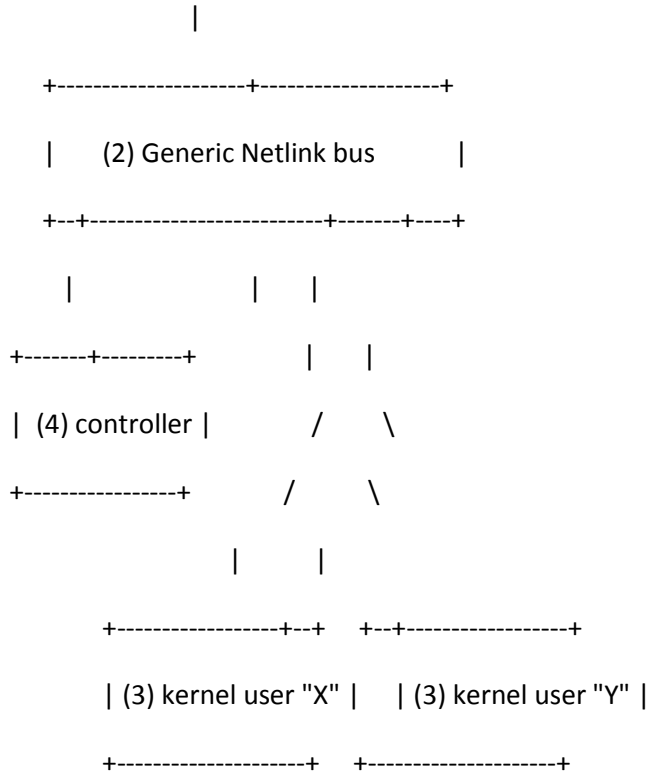 |
+---------------------+--------------------+
| (2) Generic Netlink bus |
+--+--------------------------+-------+----+
| | |
+-------+---------+ | |
| (4) controller | / \
+-----------------+ / \
| |
+------------------+--+ +--+------------------+
| (3) kernel user "X" | | (3) kernel user "Y" |
+---------------------+ +---------------------+